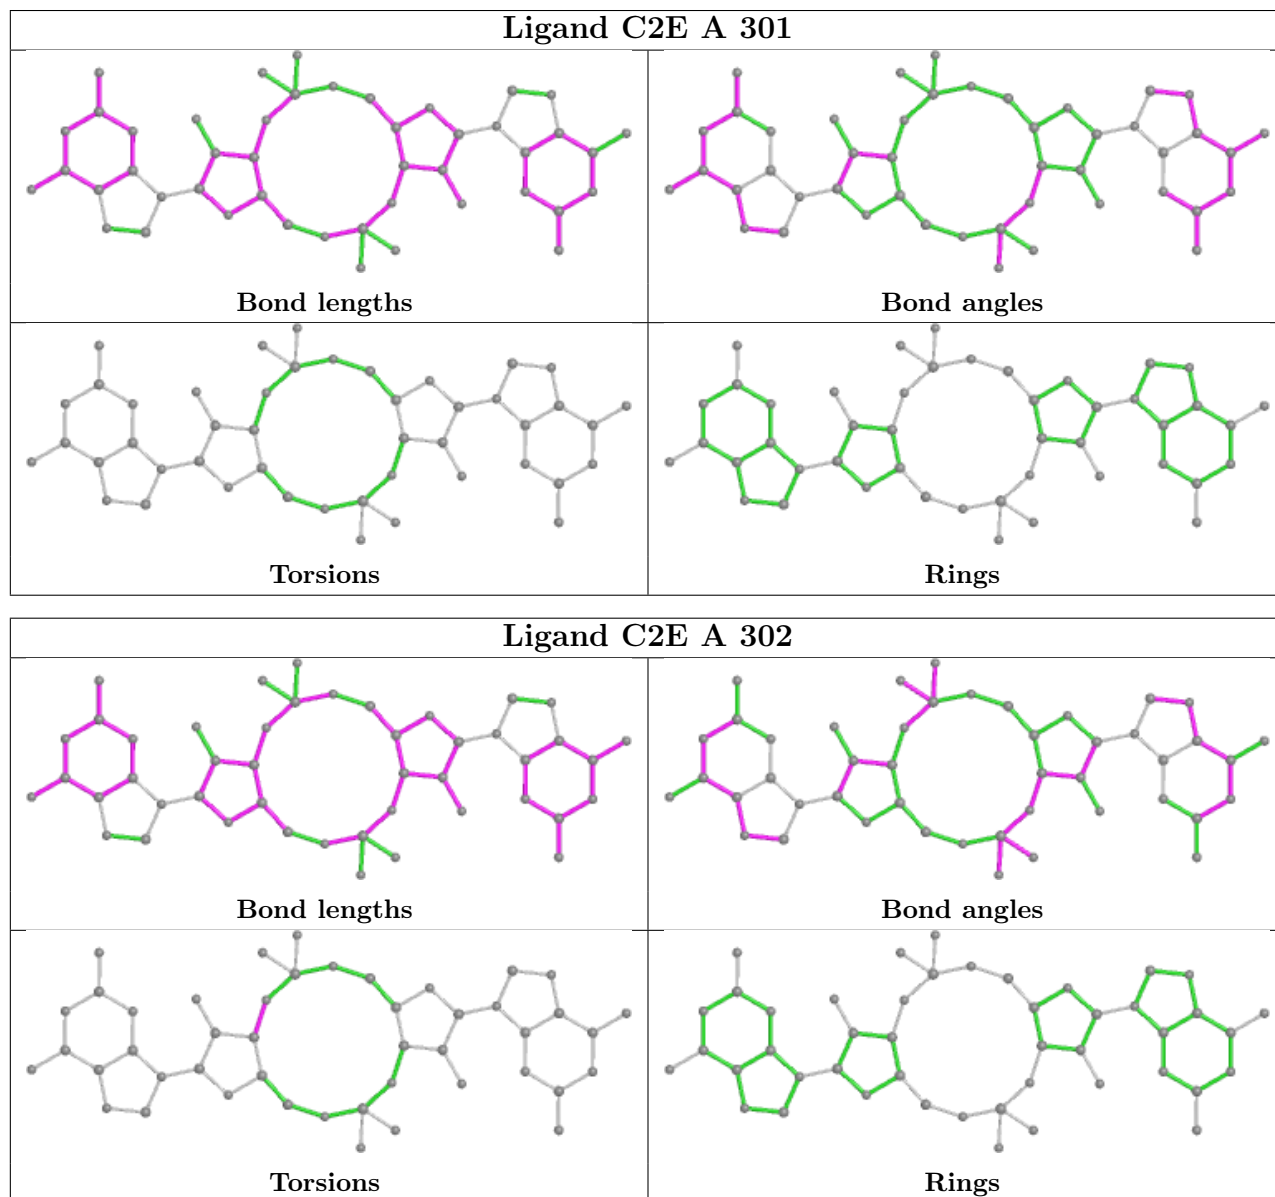 Ligand C2E A 301
Bond lengths
Bond angles
Torsions
Rings
Ligand C2E A 302
Bond lengths
Bond angles
Torsions
Rings